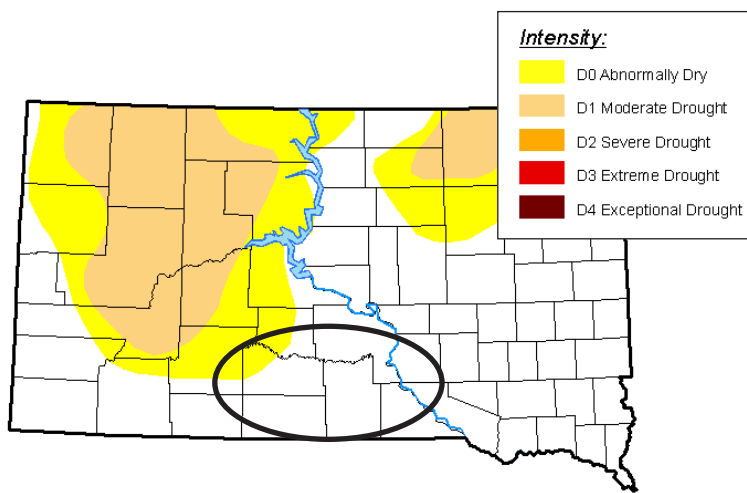 Intensity:
D0 Abnormally Dry
D1 Moderate Drought
D2 Severe Drought
D3 Extreme Drought
D4 Exceptional Drought